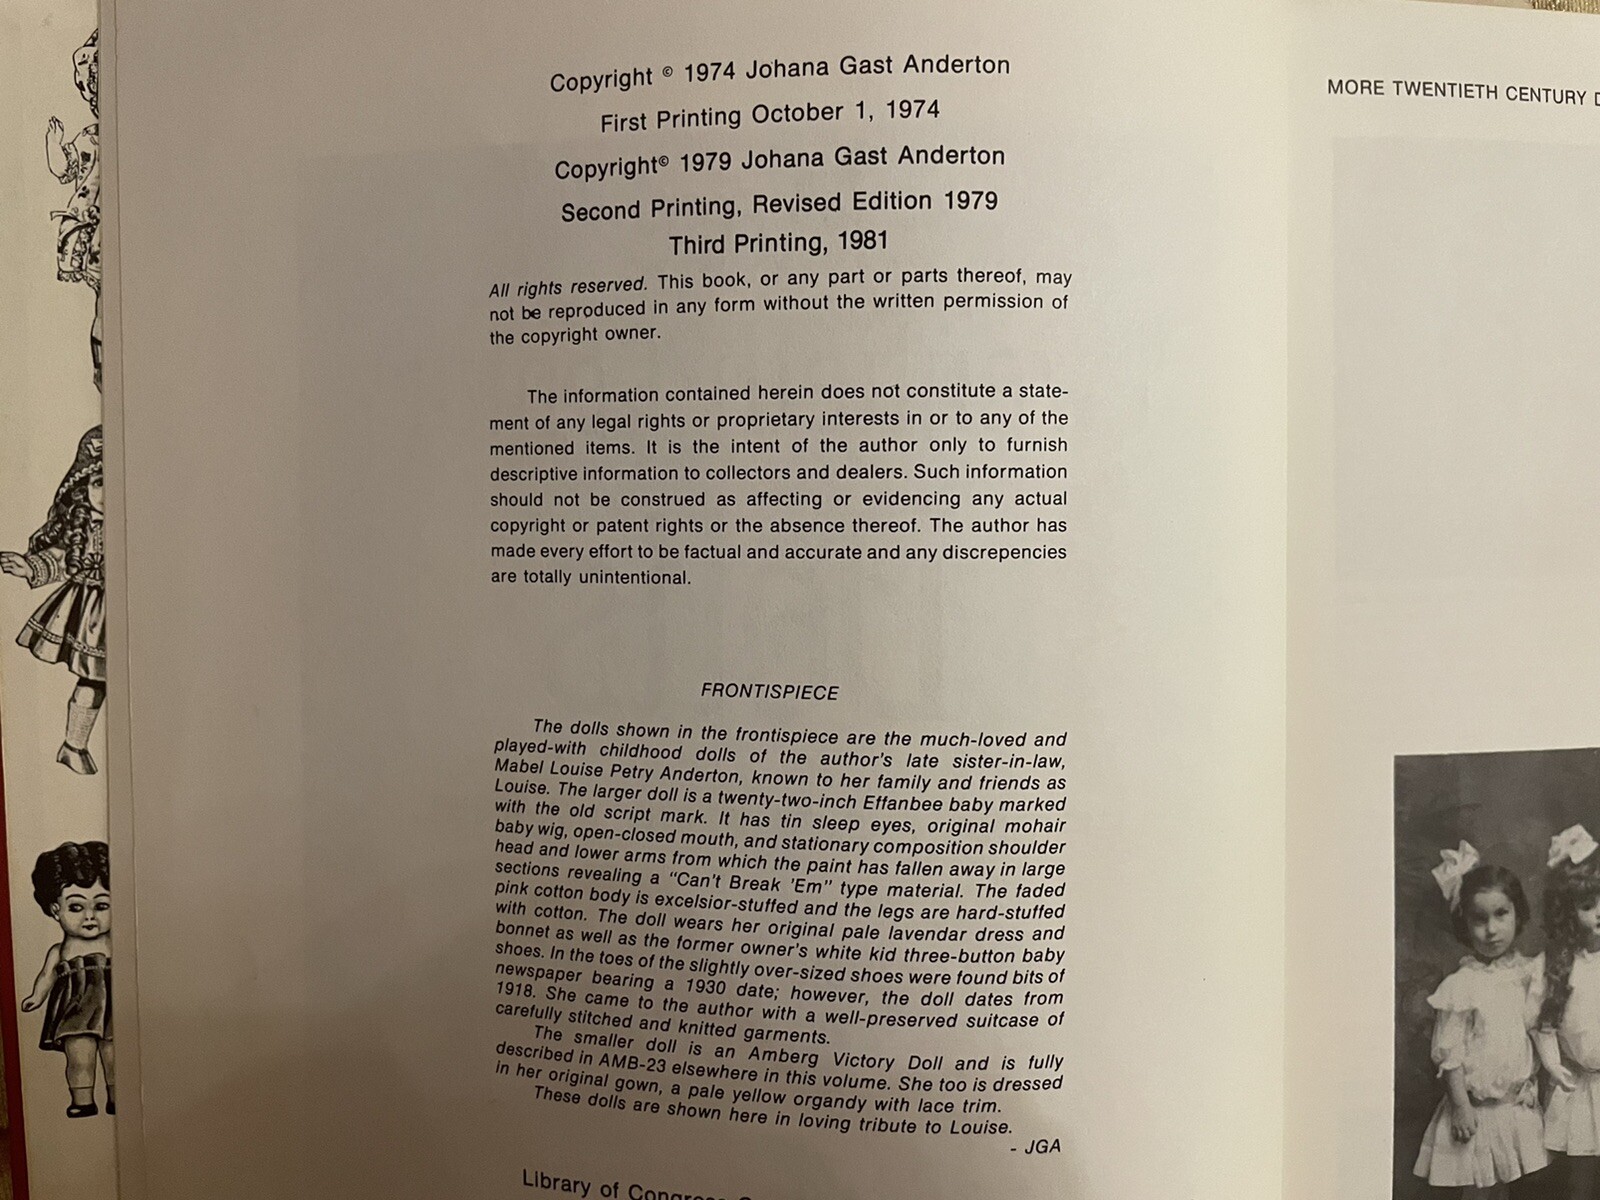 Copyright © 1974 Johana Gast Anderton
First Printing October 1, 1974
Copyright© 1979 Johana Gast Anderton
Second Printing, Revised Edition 1979
Third Printing, 1981
All rights reserved. This book, or any part or parts thereof, may
not be reproduced in any form without the written permission of
the copyright owner.
The information contained herein does not constitute a state-
ment of any legal rights or proprietary interests in or to any of the
mentioned items. It is the intent of the author only to furnish
descriptive information to collectors and dealers. Such information
should not be construed as affecting or evidencing any actual
copyright or patent rights or the absence thereof. The author has
made every effort to be factual and accurate and any discrepencies
are totally unintentional.
FRONTISPIECE
The dolls shown in the frontispiece are the much-loved and
played-with childhood dolls of the author's late sister-in-law,
Mabel Louise Petry Anderton, known to her family and friends as
Louise. The larger doll is a twenty-two-inch Effanbee baby marked
with the old script mark. It has tin sleep eyes, original mohair
baby wig, open-closed mouth, and stationary composition shoulder
head and lower arms from which the paint has fallen away in large
sections revealing a "Can't Break 'Em" type material. The faded
pink cotton body is excelsior-stuffed and the legs are hard-stuffed
with cotton. The doll wears her original pale lavendar dress and
bonnet as well as the former owner's white kid three-button baby
shoes. In the toes of the slightly over-sized shoes were found bits of
newspaper bearing a 1930 date; however, the doll dates from
1918. She came to the author with a well-preserved suitcase of
carefully stitched and knitted garments.
The smaller doll is an Amberg Victory Doll and is fully
described in AMB-23 elsewhere in this volume. She too is dressed
in her original gown, a pale yellow organdy with lace trim.
These dolls are shown here in loving tribute to Louise.
- JGA
Library of Congress
MORE TWENTIETH CENTURY